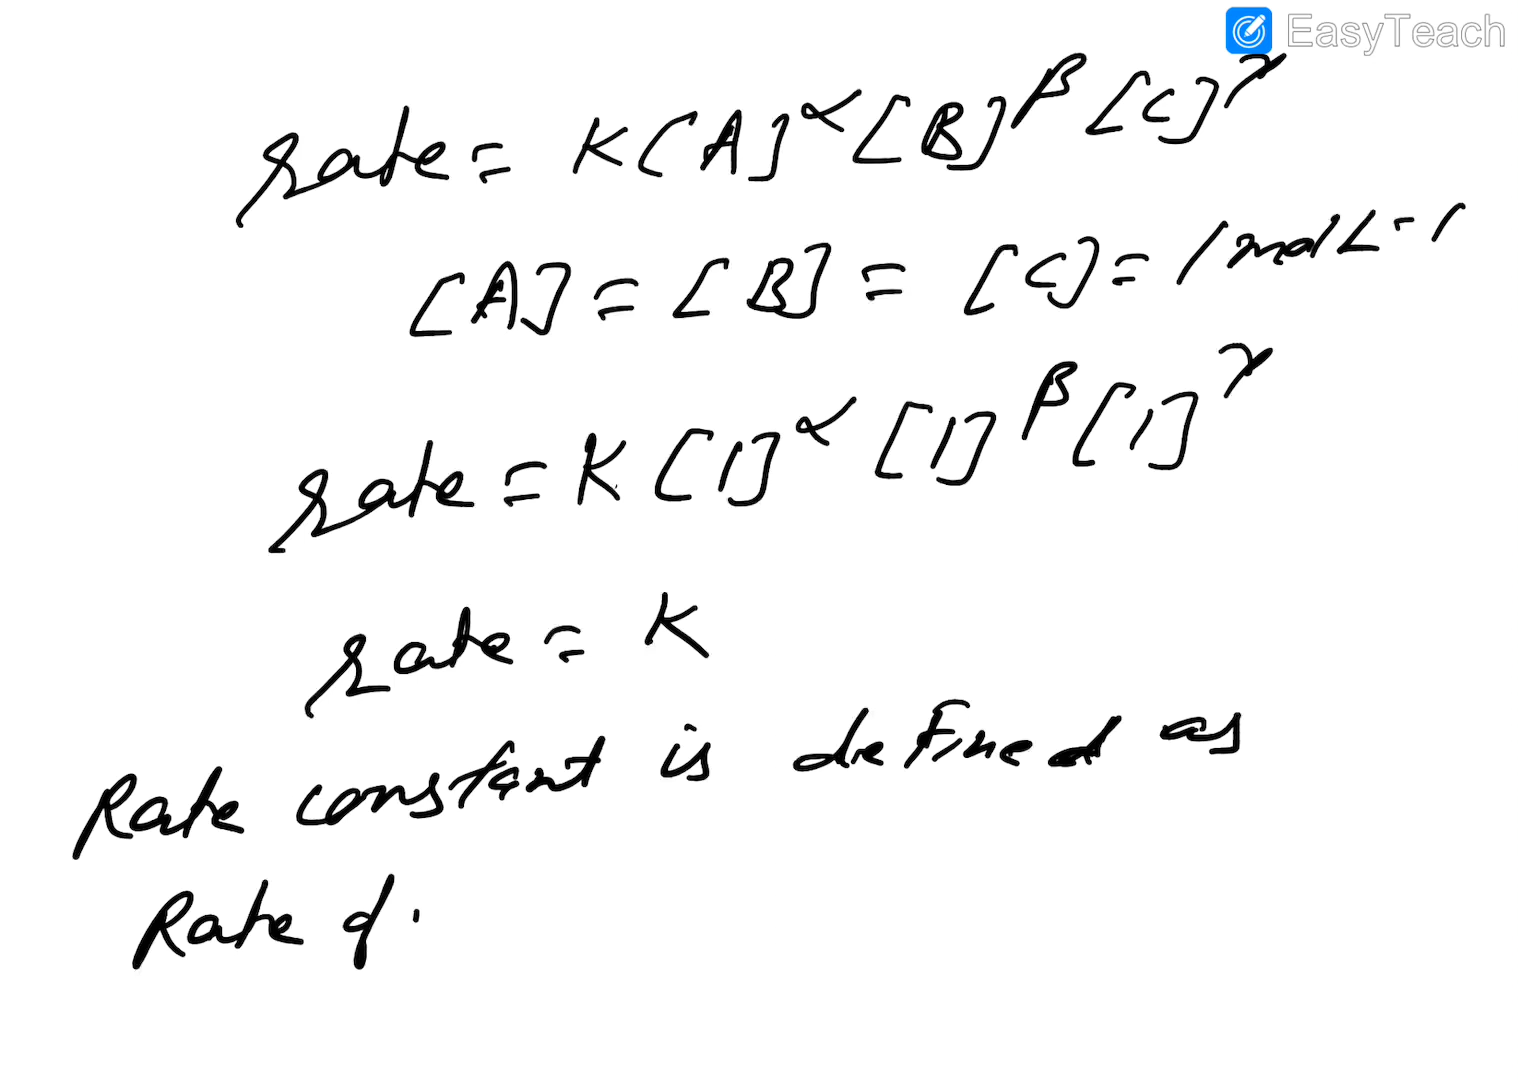 EasyTeach
rate = K[A]^α [B]^β [C]^γ
[A] = [B] = [C] = 1 mol L-1
rate = K [1]^α [1]^β [1]^γ
rate = K
Rate constant is defined as
Rate of